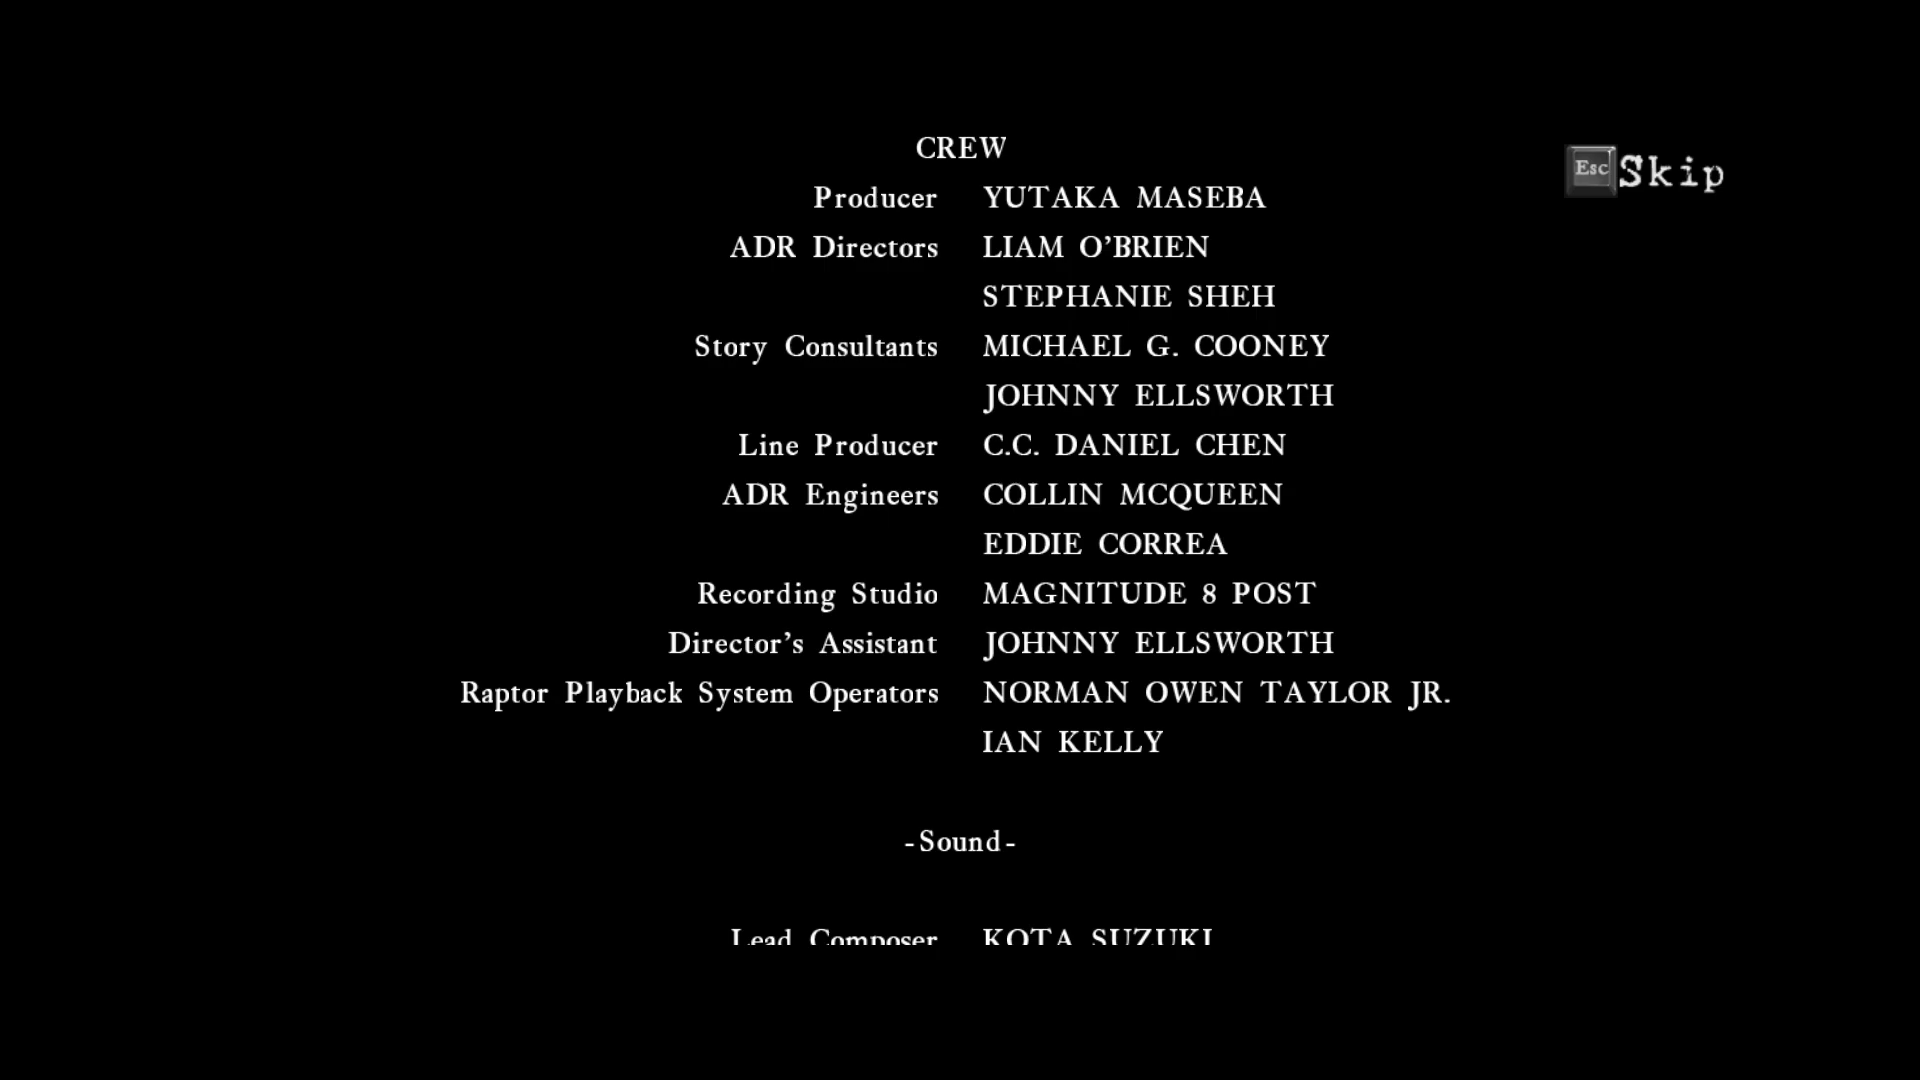 CREW
Esc Skip
Producer YUTAKA MASEBA
ADR Directors LIAM O’BRIEN
STEPHANIE SHEH
Story Consultants MICHAEL G. COONEY
JOHNNY ELLSWORTH
Line Producer C.C. DANIEL CHEN
ADR Engineers COLLIN MCQUEEN
EDDIE CORREA
Recording Studio MAGNITUDE 8 POST
Director’s Assistant JOHNNY ELLSWORTH
Raptor Playback System Operators NORMAN OWEN TAYLOR JR.
IAN KELLY
-Sound-
Lead Composer KOTA SUZUKI